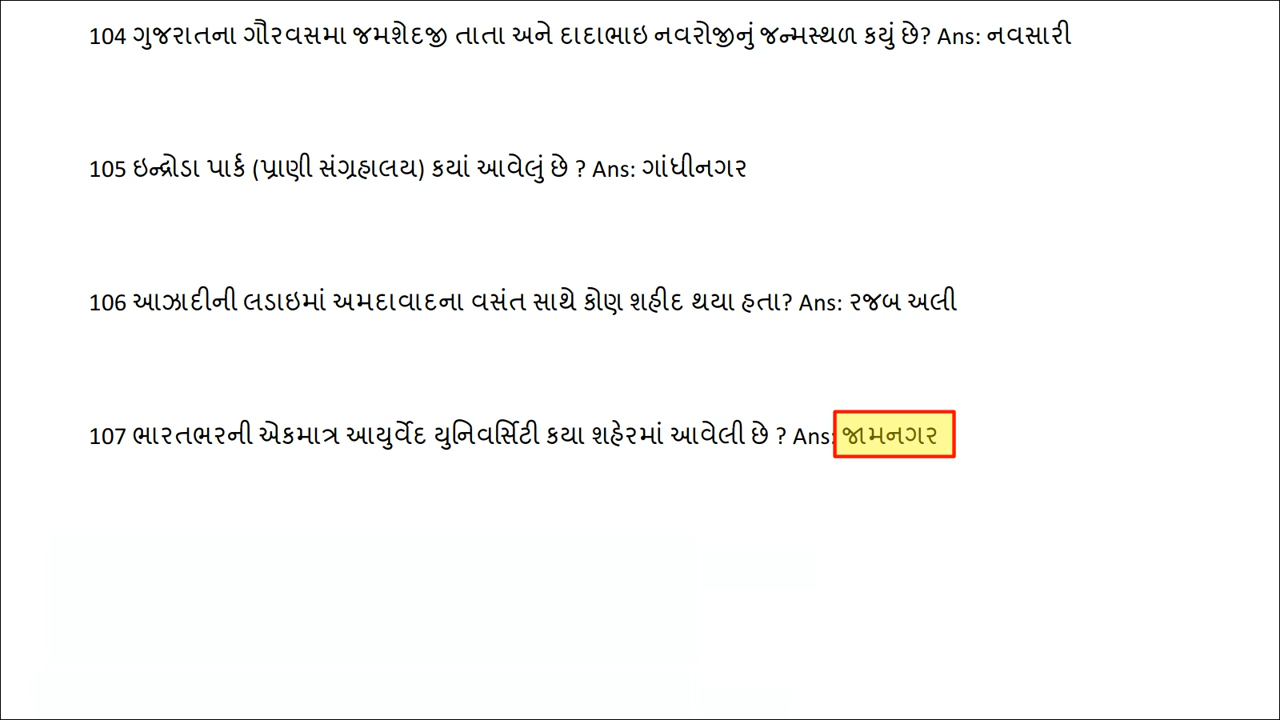 104 ગુજરાતના ગૌરવસમા જમશેદજી તાતા અને દાદાભાઇ નવરોજીનું જન્મસ્થળ કયું છે? Ans: નવસારી
105 ઇન્દ્રોડા પાર્ક (પ્રાણી સંગ્રહાલય) કયાં આવેલું છે ? Ans: ગાંધીનગર
106 આઝાદીની લડાઇમાં અમદાવાદના વસંત સાથે કોણ શહીદ થયા હતા? Ans: રજબ અલી
107 ભારતભરની એકમાત્ર આયુર્વેદ યુનિવર્સિટી કયા શહેરમાં આવેલી છે ? Ans: જામનગર